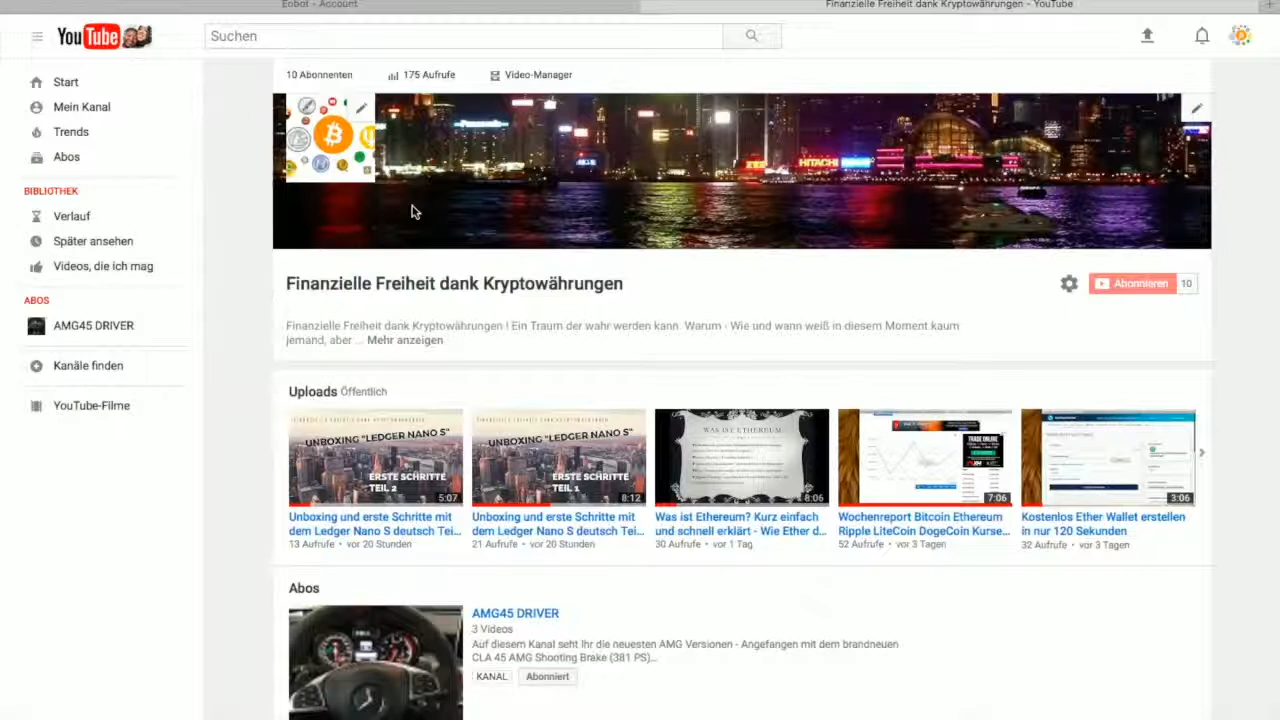 Eobot - Account
Finanzielle Freiheit dank Kryptowährungen - YouTube
YouTube
Suchen
10 Abonnenten
175 Aufrufe
Video-Manager
Start
Mein Kanal
Trends
Abos
BIBLIOTHEK
Verlauf
Später ansehen
Videos, die ich mag
ABOS
AMG45 DRIVER
Kanäle finden
YouTube-Filme
HITACHI
Finanzielle Freiheit dank Kryptowährungen
Abonnieren
10
Finanzielle Freiheit dank Kryptowährungen ! Ein Traum der wahr werden kann. Warum - Wie und wann weiß in diesem Moment kaum
jemand, aber ... Mehr anzeigen
Uploads Öffentlich
UNBOXING "LEDGER NANO S"
ERSTE SCHRITTE
TEIL 2
5:07
Unboxing und erste Schritte mit
dem Ledger Nano S deutsch Tei...
13 Aufrufe • vor 20 Stunden
UNBOXING "LEDGER NANO S"
ERSTE SCHRITTE
TEIL 1
8:12
Unboxing und erste Schritte mit
dem Ledger Nano S deutsch Tei...
21 Aufrufe • vor 20 Stunden
WAS IST ETHEREUM
8:06
Was ist Ethereum? Kurz einfach
und schnell erklärt - Wie Ether d...
30 Aufrufe • vor 1 Tag
TRADE ONLINE
7:06
Wochenreport Bitcoin Ethereum
Ripple LiteCoin DogeCoin Kurse...
52 Aufrufe • vor 3 Tagen
3:06
Kostenlos Ether Wallet erstellen
in nur 120 Sekunden
32 Aufrufe • vor 3 Tagen
Abos
AMG45 DRIVER
3 Videos
Auf diesem Kanal seht Ihr die neuesten AMG Versionen - Angefangen mit dem brandneuen
CLA 45 AMG Shooting Brake (381 PS)...
KANAL
Abonniert